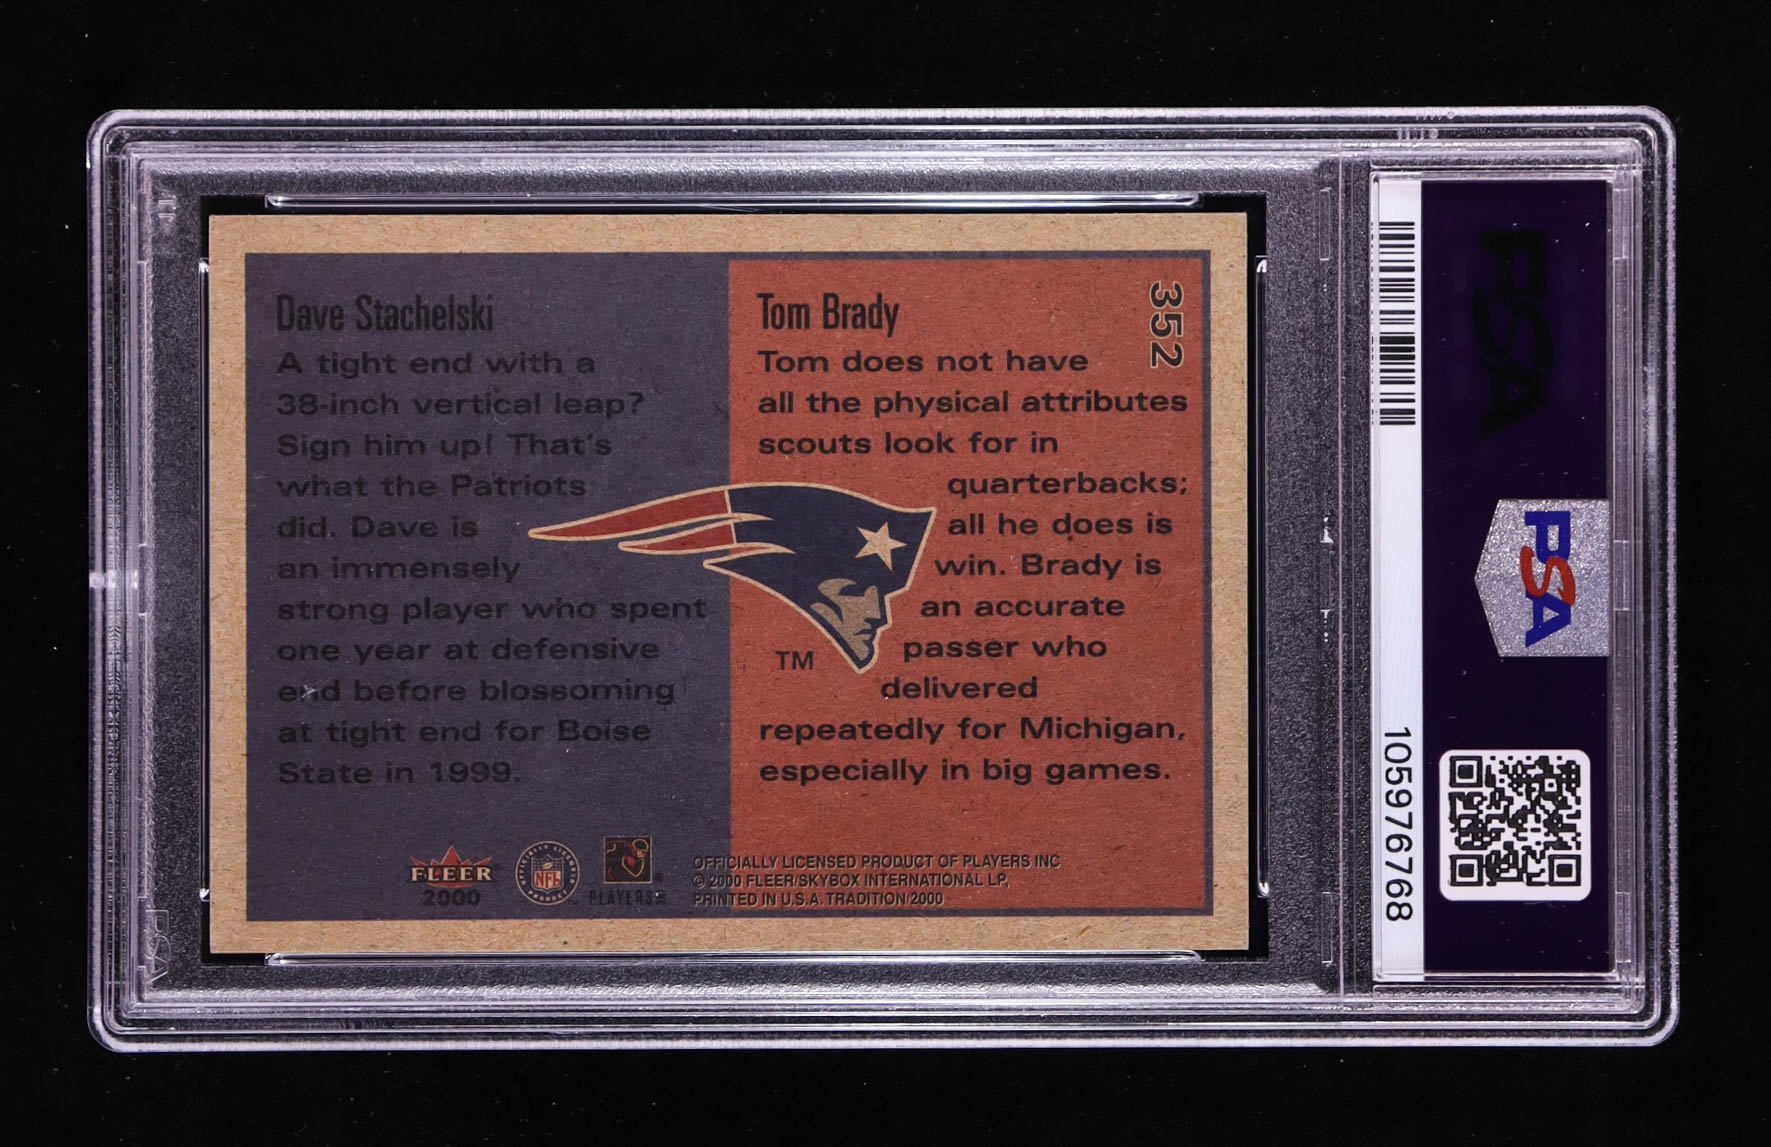 Dave Stachelski
A tight end with a
38-inch vertical leap?
Sign him up! That's
what the Patriots
did. Dave is
an immensely
strong player who spent
one year at defensive
end before blossoming
at tight end for Boise
State in 1999.
Tom Brady
Tom does not have
all the physical attributes
scouts look for in
quarterbacks;
all he does is
win. Brady is
an accurate
passer who
delivered
repeatedly for Michigan,
especially in big games.
352
TM
FLEER
2000
NFL
PLAYERS
OFFICIALLY LICENSED PRODUCT OF PLAYERS INC
© 2000 FLEER/SKYBOX INTERNATIONAL LP,
PRINTED IN U.S.A. TRADITION/2000
PSA
PSA
105976768
PSA